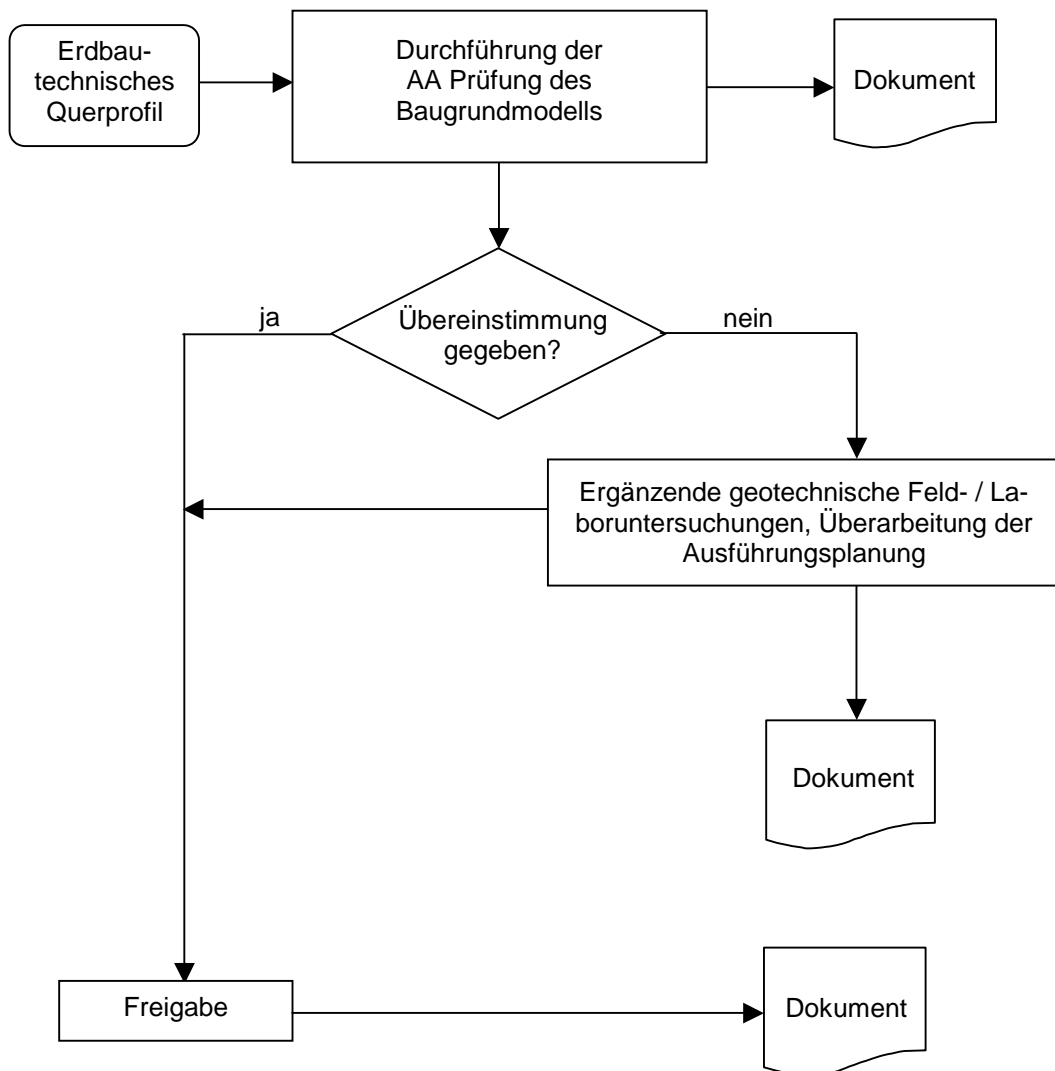 Erdbau-
technisches
Querprofil
Durchführung der
AA Prüfung des
Baugrundmodells
Dokument
ja
Übereinstimmung
gegeben?
nein
Ergänzende geotechnische Feld- / La-
boruntersuchungen, Überarbeitung der
Ausführungsplanung
Dokument
Freigabe
Dokument